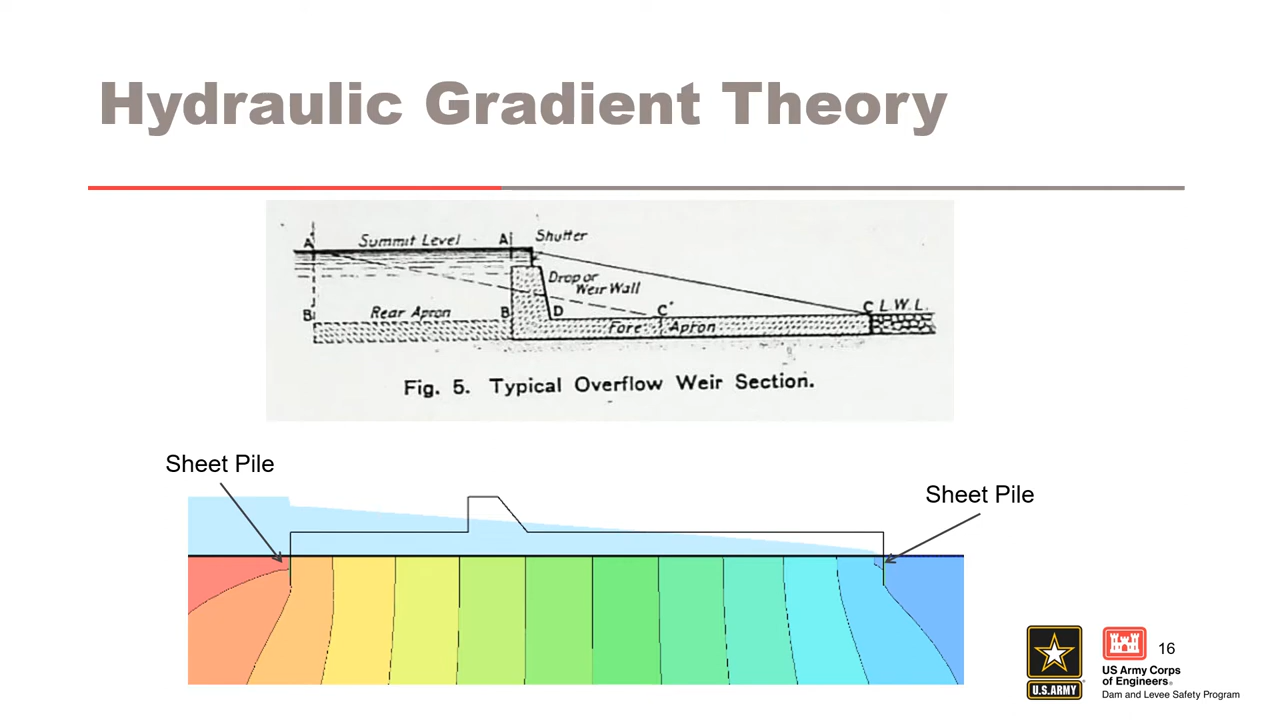 Hydraulic Gradient Theory
A' Summit Level A Shutter
Drop or
Weir Wall
B' Rear Apron B D C' C L.W.L.
Fore Apron
Fig. 5. Typical Overflow Weir Section.
Sheet Pile
Sheet Pile
16
U.S.ARMY
US Army Corps
of Engineers®
Dam and Levee Safety Program